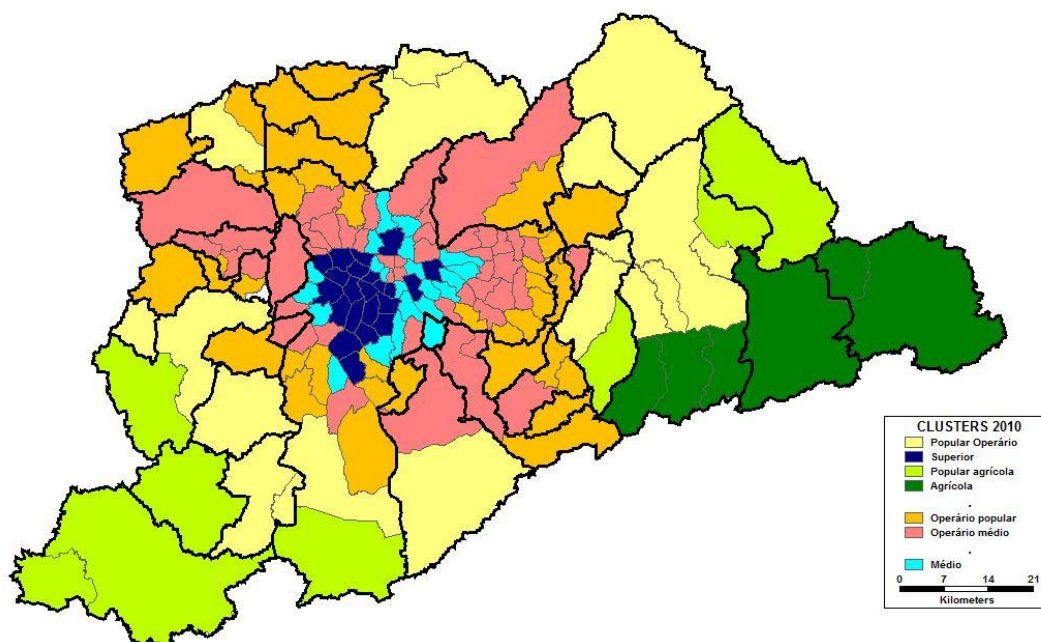 CLUSTERS 2010
Popular Operário
Superior
Popular agrícola
Agrícola
.
Operário popular
Operário médio
.
Médio
0 7 14 21
Kilometers